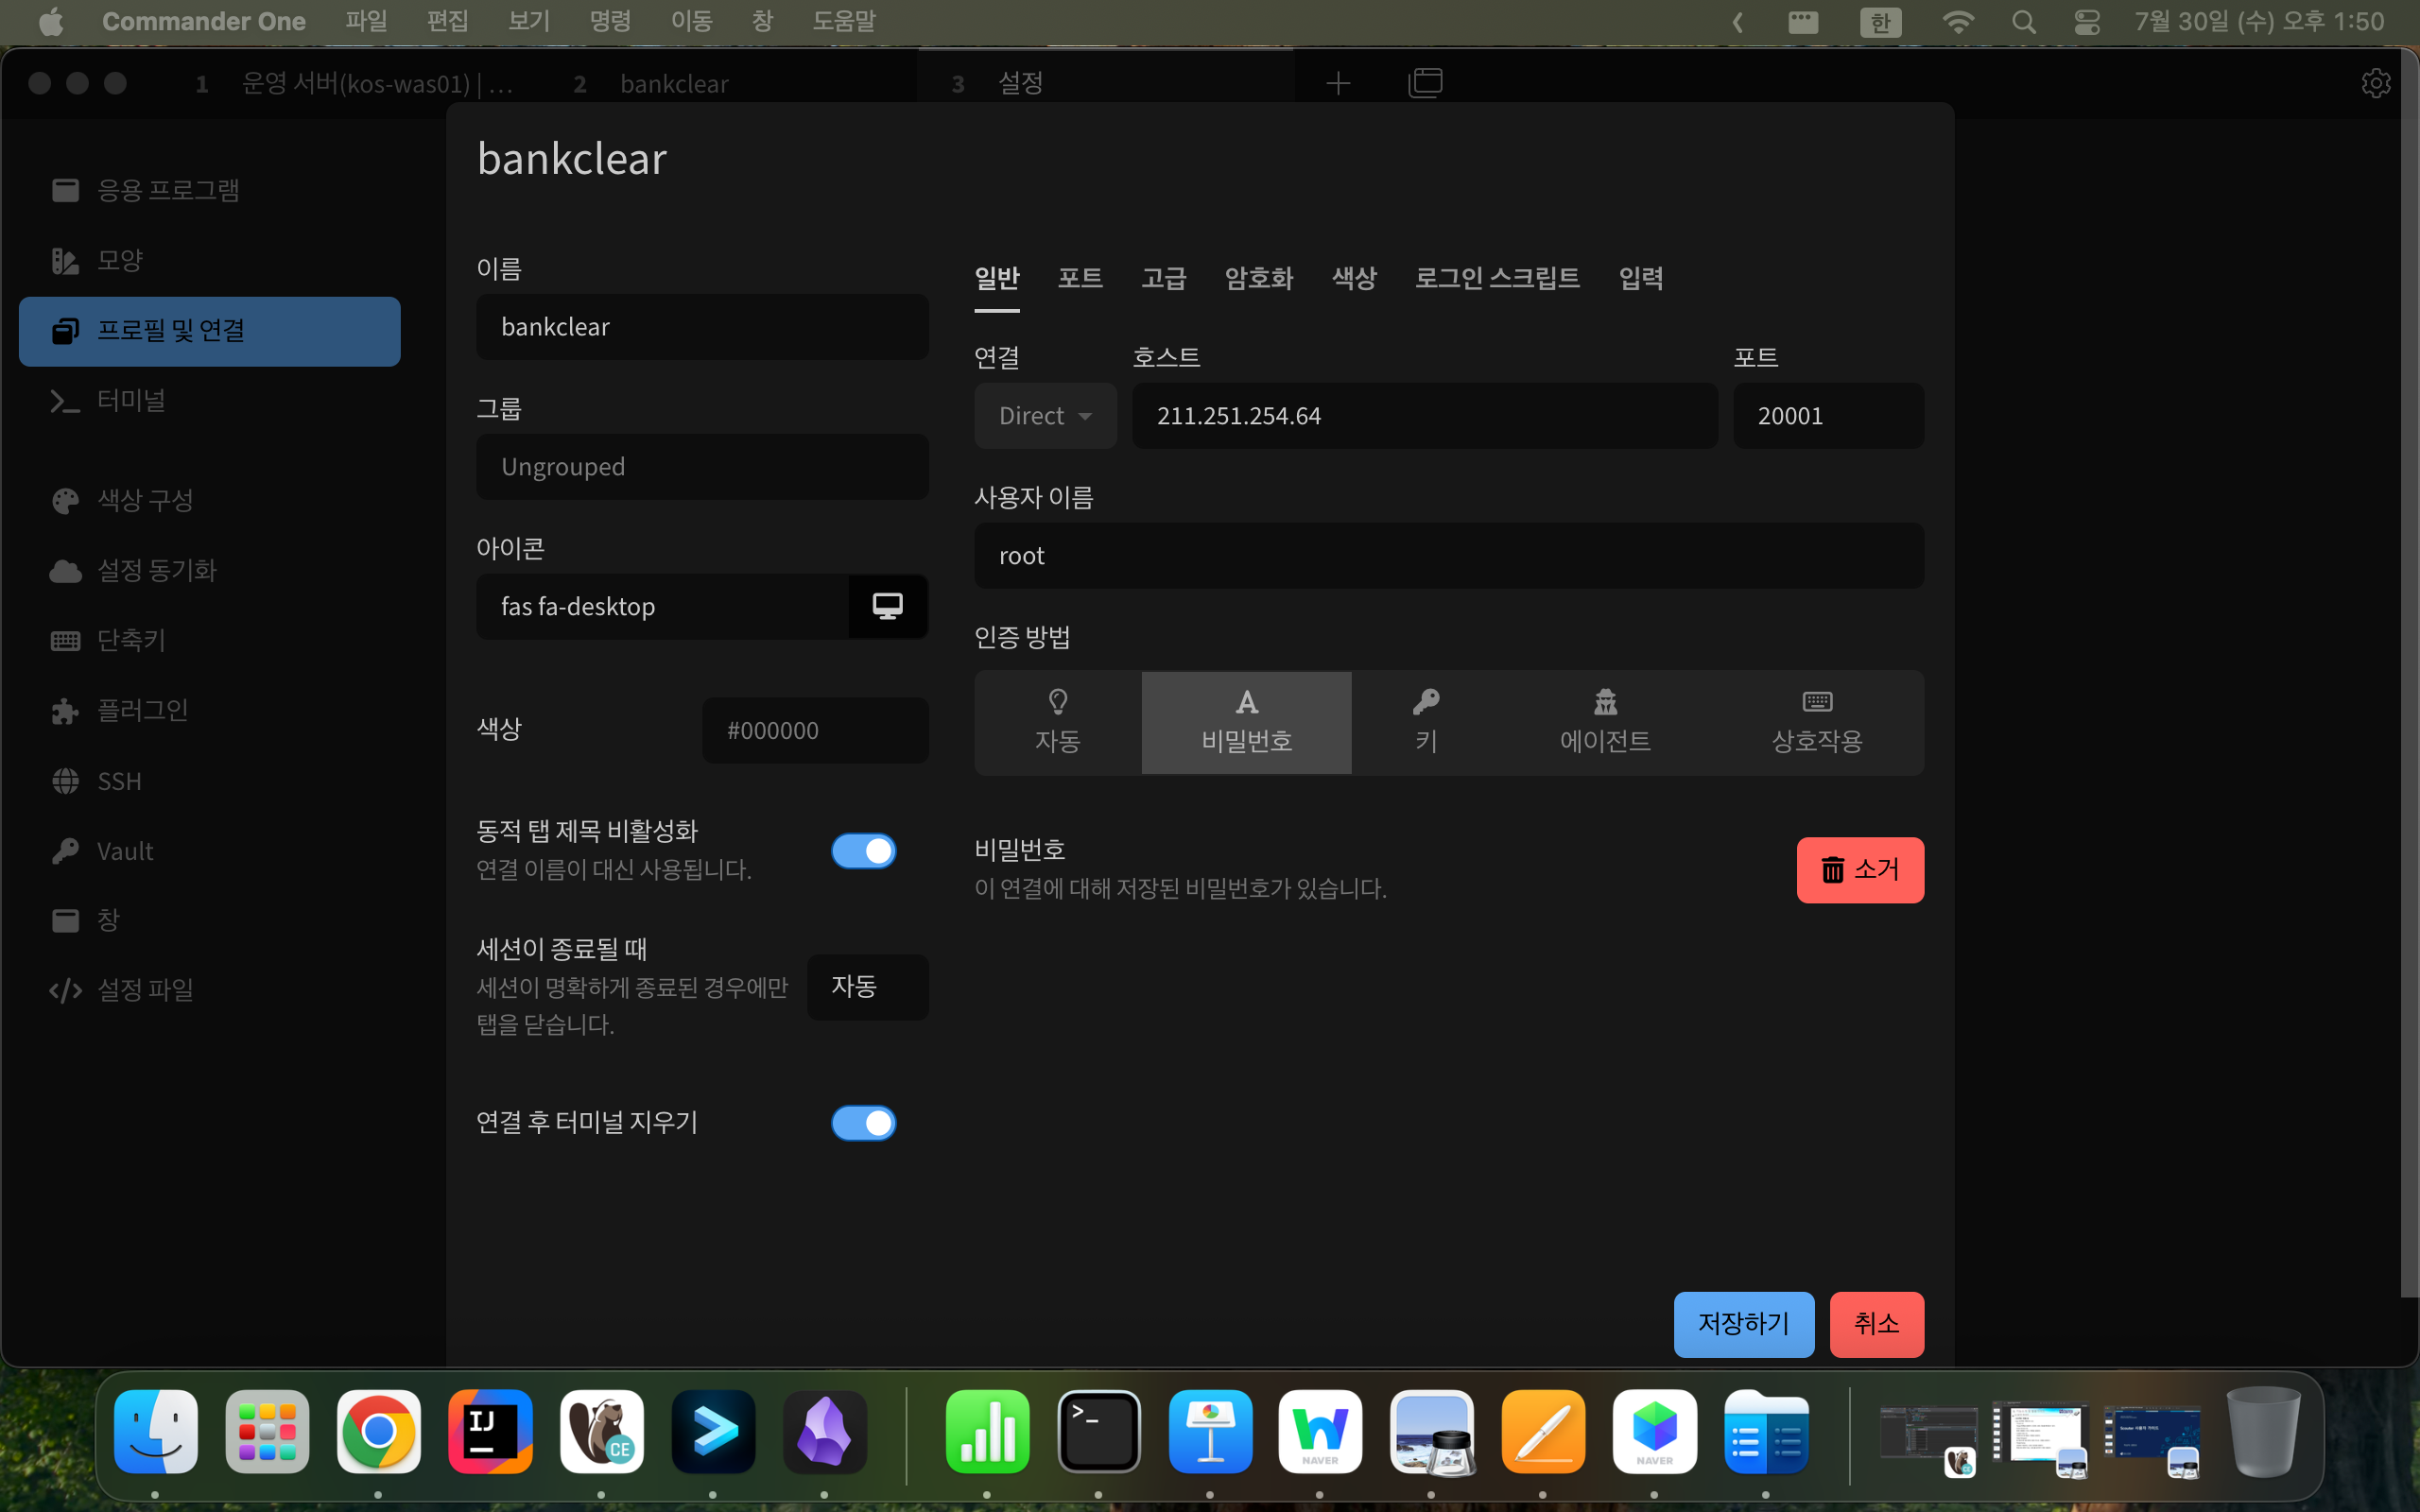 Commander One 파일 편집 보기 명령 이동 창 도움말 한 7월 30일 (수) 오후 1:50
1 운영 서버(kos-was01) | ... 2 bankclear 3 설정
응용 프로그램
모양
프로필 및 연결
터미널
색상 구성
설정 동기화
단축키
플러그인
SSH
Vault
창
설정 파일
bankclear
이름
bankclear
그룹
Ungrouped
아이콘
fas fa-desktop
색상 #000000
동적 탭 제목 비활성화
연결 이름이 대신 사용됩니다.
세션이 종료될 때
세션이 명확하게 종료된 경우에만
탭을 닫습니다.
자동
연결 후 터미널 지우기
일반 포트 고급 암호화 색상 로그인 스크립트 입력
연결 호스트 포트
Direct 211.251.254.64 20001
사용자 이름
root
인증 방법
자동 비밀번호 키 에이전트 상호작용
비밀번호
이 연결에 대해 저장된 비밀번호가 있습니다.
소거
저장하기 취소
IJ
CE
NAVER
NAVER